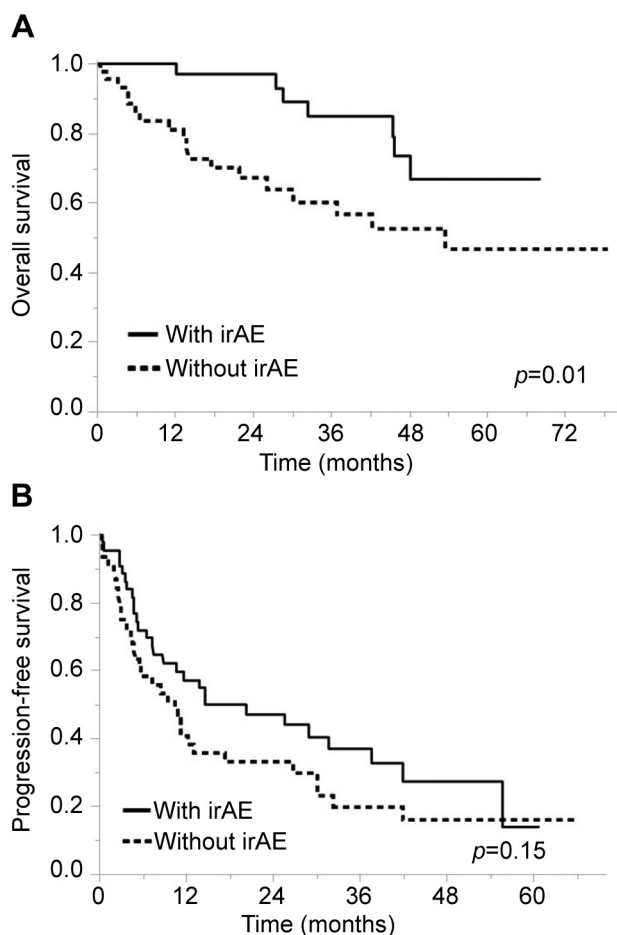 A
1.0
0.8
0.6
0.4
0.2
0.0
Overall survival
With irAE
Without irAE
p=0.01
0 12 24 36 48 60 72
Time (months)
B
1.0
0.8
0.6
0.4
0.2
0.0
Progression-free survival
With irAE
Without irAE
p=0.15
0 12 24 36 48 60
Time (months)